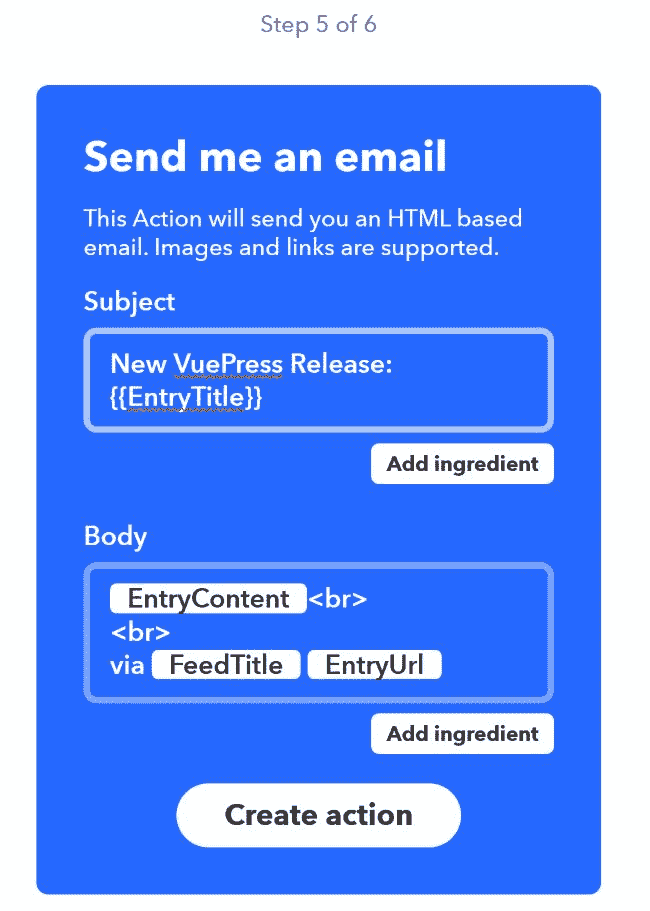 Step 5 of 6
Send me an email
This Action will send you an HTML based
email. Images and links are supported.
Subject
New VuePress Release:
{{EntryTitle}}
Add ingredient
Body
EntryContent <br>
<br>
via FeedTitle EntryUrl
Add ingredient
Create action